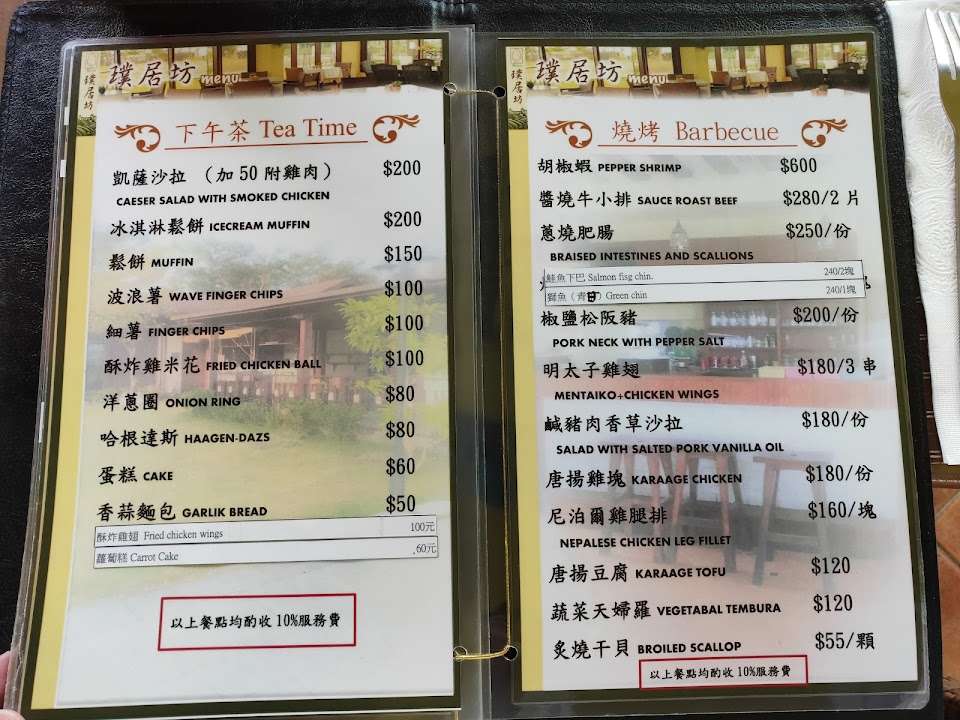 璞居坊
璞居坊 menu
下午茶 Tea Time
凱薩沙拉 （加50附雞肉） $200
CAESER SALAD WITH SMOKED CHICKEN
冰淇淋鬆餅 ICECREAM MUFFIN $200
鬆餅 MUFFIN $150
波浪薯 WAVE FINGER CHIPS $100
細薯 FINGER CHIPS $100
酥炸雞米花 FRIED CHICKEN BALL $100
洋蔥圈 ONION RING $80
哈根達斯 HAAGEN-DAZS $80
蛋糕 CAKE $60
香蒜麵包 GARLIK BREAD $50
酥炸雞翅 Fried chicken wings 100元
蘿蔔糕 Carrot Cake 60元
以上餐點均酌收10%服務費
璞居坊
璞居坊 menu
燒烤 Barbecue
胡椒蝦 PEPPER SHRIMP $600
醬燒牛小排 SAUCE ROAST BEEF $280/2 片
蔥燒肥腸 $250/份
BRAISED INTESTINES AND SCALLIONS
鮭魚下巴 Salmon fisg chin. 240/2塊
獅魚（青甘） Green chin 240/1塊
椒鹽松阪豬 $200/份
PORK NECK WITH PEPPER SALT
明太子雞翅 $180/3 串
MENTAIKO+CHICKEN WINGS
鹹豬肉香草沙拉 $180/份
SALAD WITH SALTED PORK VANILLA OIL
唐揚雞塊 KARAAGE CHICKEN $180/份
尼泊爾雞腿排 $160/塊
NEPALESE CHICKEN LEG FILLET
唐揚豆腐 KARAAGE TOFU $120
蔬菜天婦羅 VEGETABAL TEMBURA $120
炙燒干貝 BROILED SCALLOP $55/顆
以上餐點均酌收10%服務費